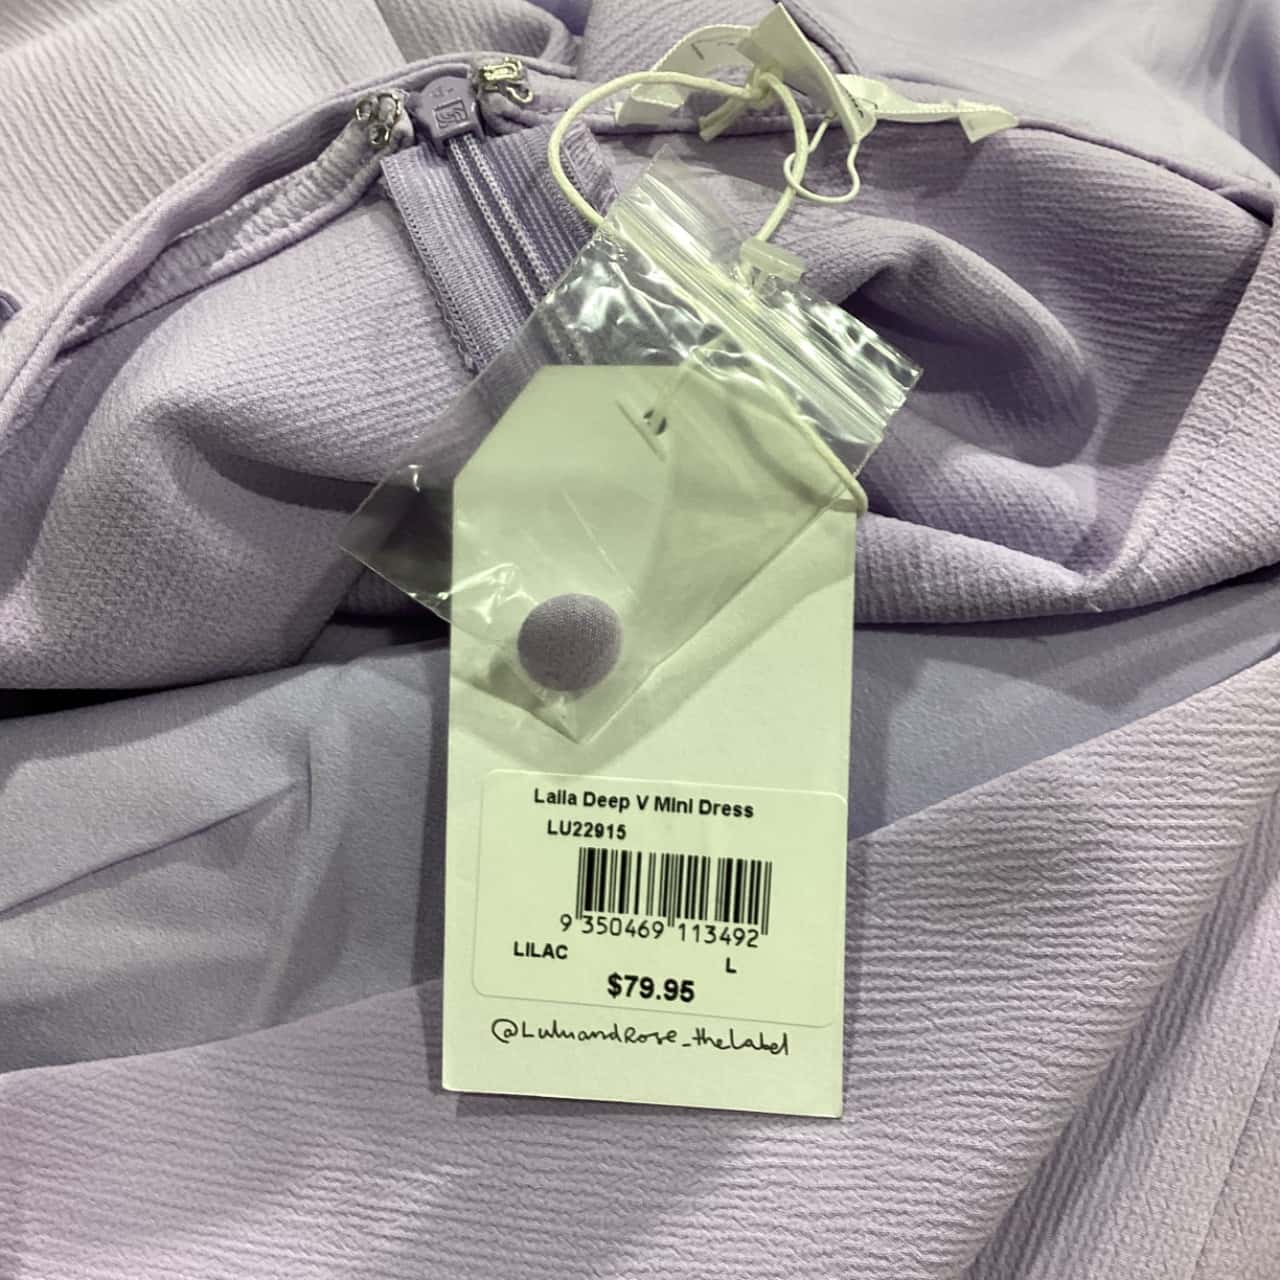 Laila Deep V Mini Dress
LU22915
9 350469 113492
LILAC
L
$79.95
@LuluandRose_theLabel